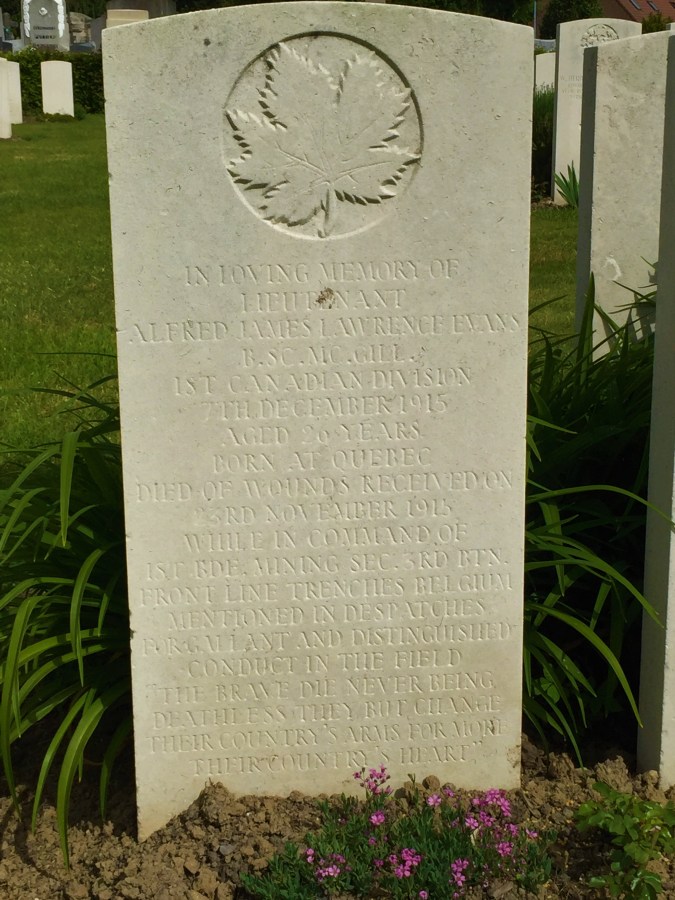 IN LOVING MEMORY OF
LIEUTENANT
ALFRED JAMES LAWRENCE EVANS
B.SC. MC.GILL.
1ST CANADIAN DIVISION
7TH DECEMBER 1915
AGED 26 YEARS
BORN AT QUEBEC
DIED OF WOUNDS RECEIVED ON
23RD NOVEMBER 1915
WHILE IN COMMAND OF
1ST. BDE. MINING SEC. 3RD BTN.
FRONT LINE TRENCHES BELGIUM
MENTIONED IN DESPATCHES
FOR GALLANT AND DISTINGUISHED
CONDUCT IN THE FIELD
"THE BRAVE DIE NEVER BEING
DEATHLESS THEY BUT CHANGE
THEIR COUNTRY'S ARMS FOR MORE
THEIR COUNTRY'S HEART"